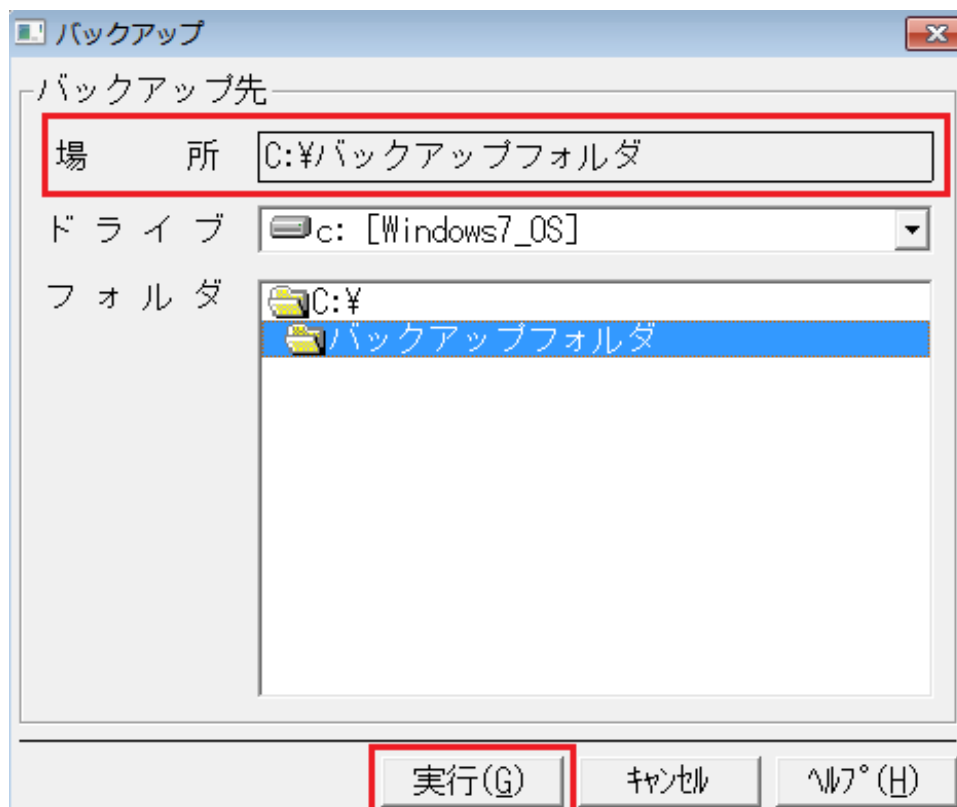 バックアップ
バックアップ先
場 所 C:¥バックアップフォルダ
ドライブ c: [Windows7_OS]
フォルダ C:¥
バックアップフォルダ
実行(G) ｷｬﾝｾﾙ ﾍﾙﾌﾟ(H)